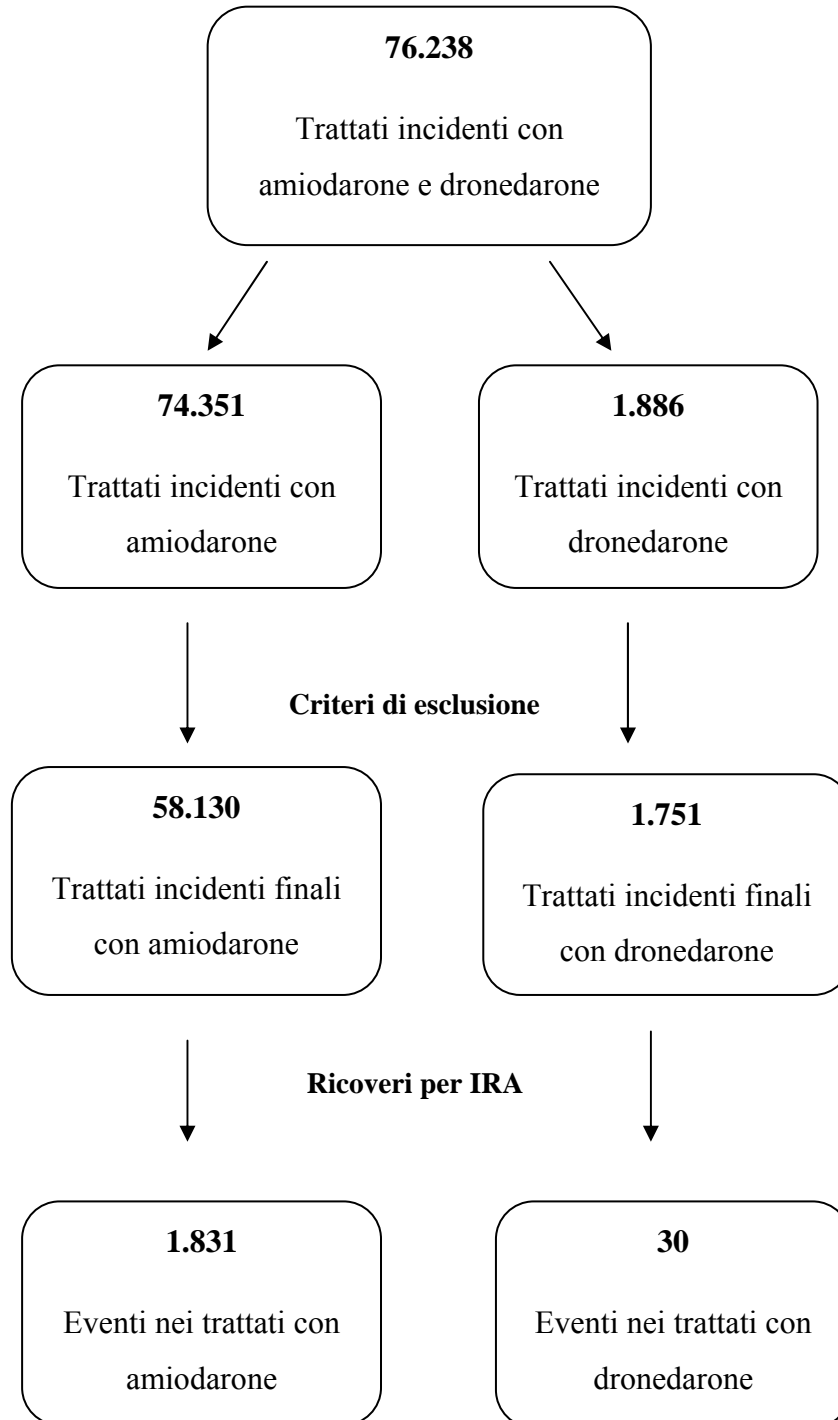 76.238
Trattati incidenti con
amiodarone e dronedarone
74.351
Trattati incidenti con
amiodarone
1.886
Trattati incidenti con
dronedarone
Criteri di esclusione
58.130
Trattati incidenti finali
con amiodarone
1.751
Trattati incidenti finali
con dronedarone
Ricoveri per IRA
1.831
Eventi nei trattati con
amiodarone
30
Eventi nei trattati con
dronedarone